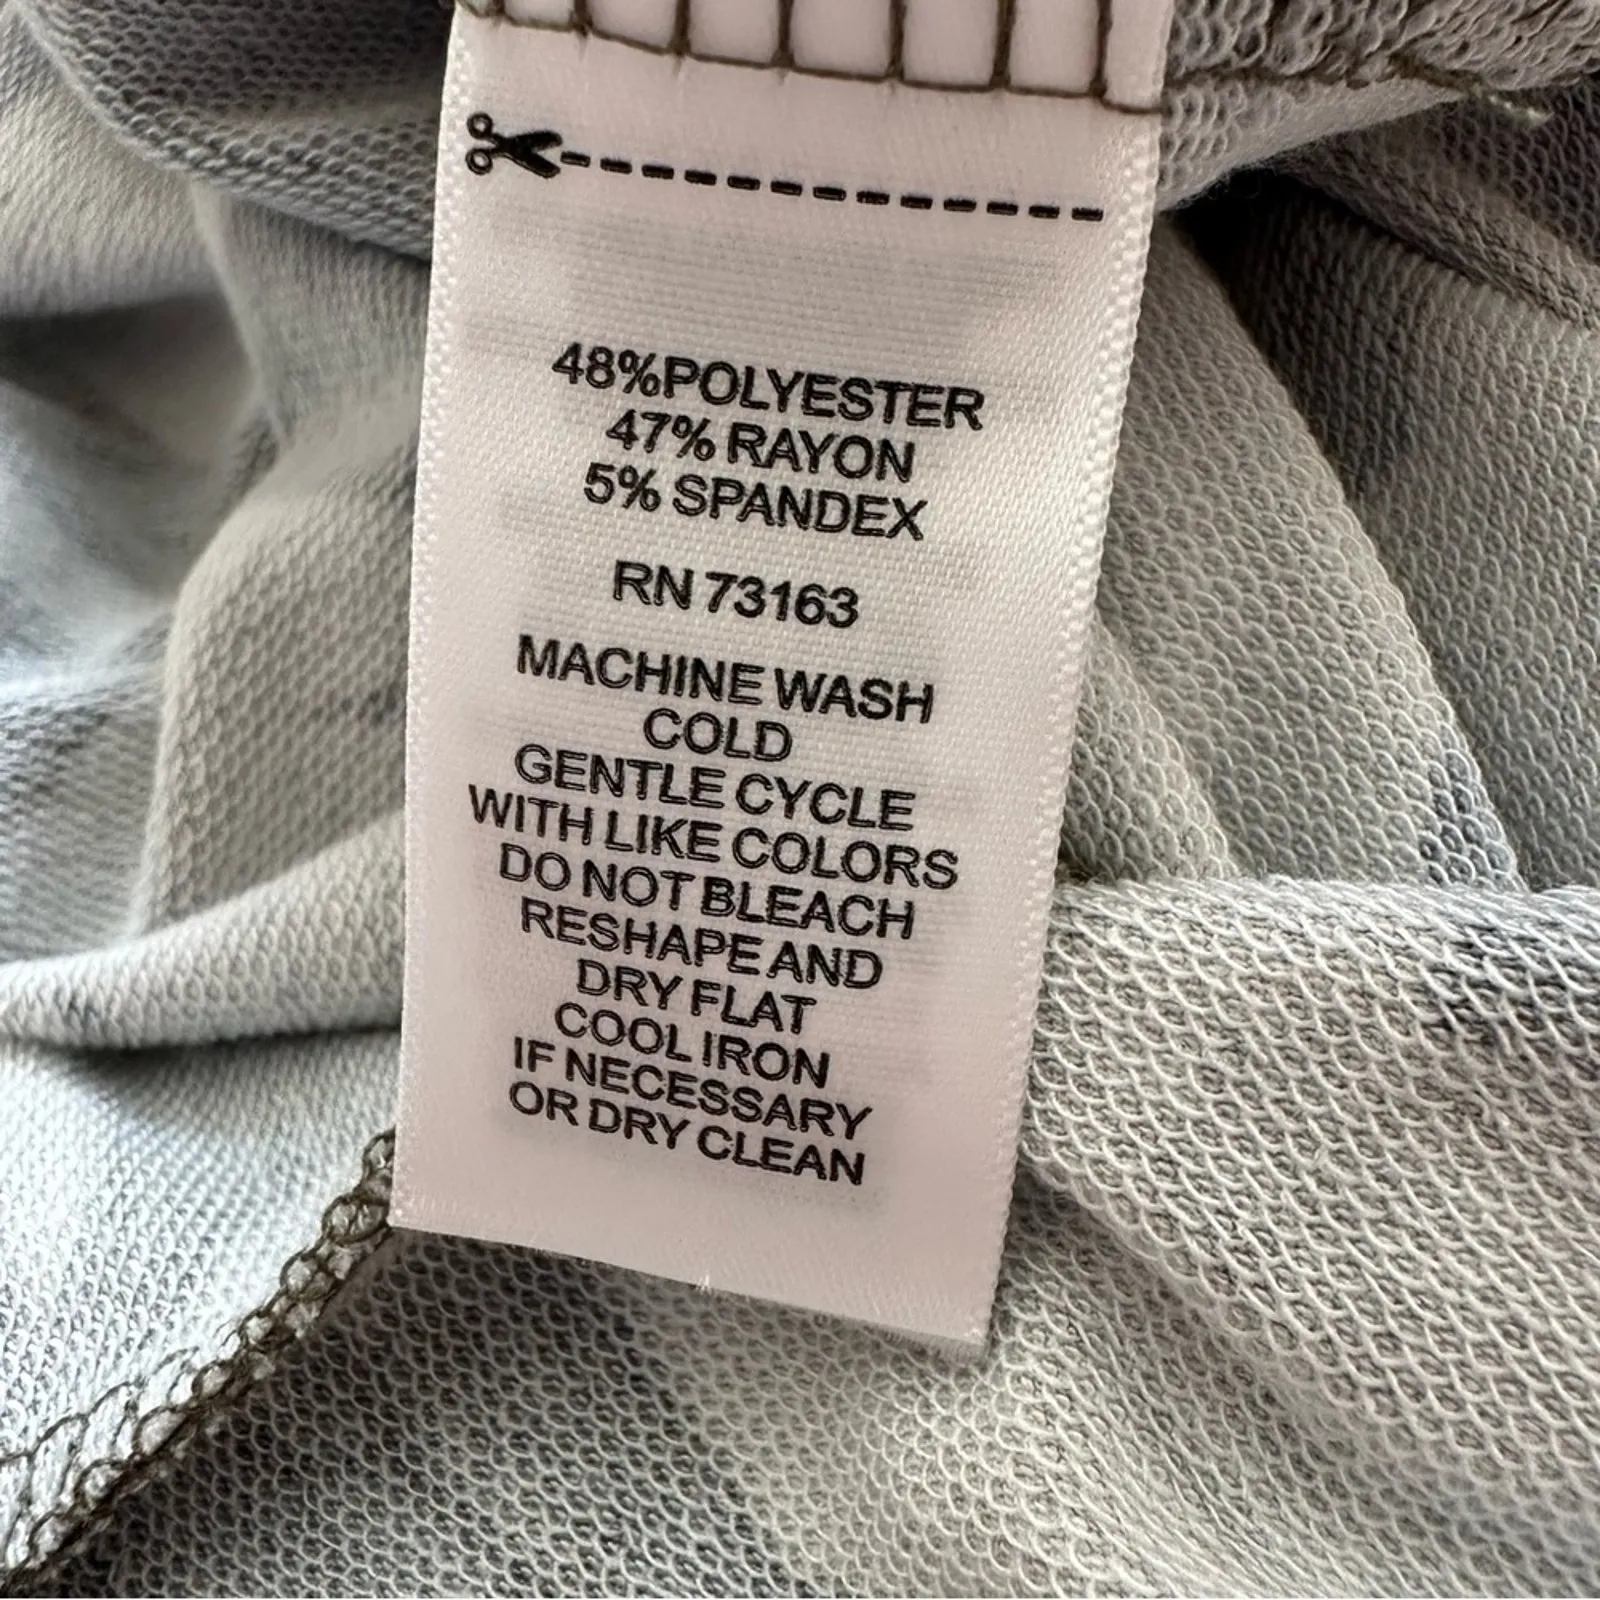 48%POLYESTER
47% RAYON
5% SPANDEX
RN 73163
MACHINE WASH
COLD
GENTLE CYCLE
WITH LIKE COLORS
DO NOT BLEACH
RESHAPE AND
DRY FLAT
COOL IRON
IF NECESSARY
OR DRY CLEAN